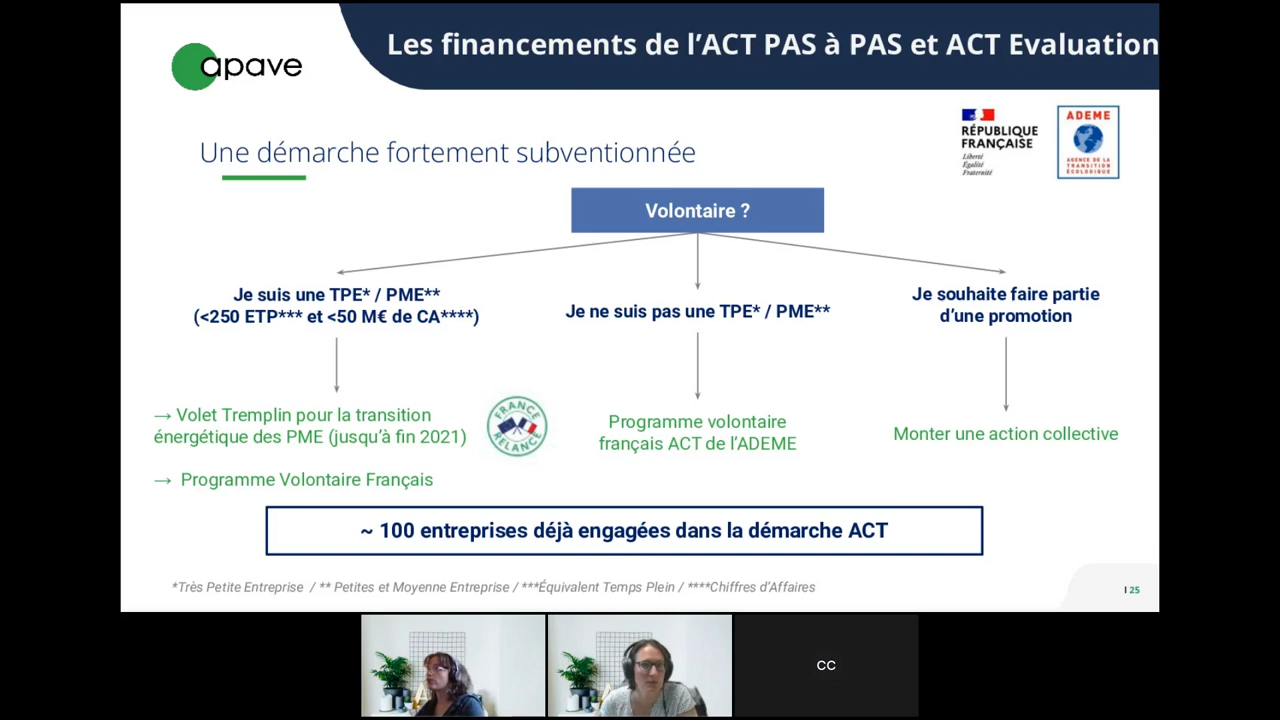 apave
Les financements de l'ACT PAS à PAS et ACT Evaluation
RÉPUBLIQUE
FRANÇAISE
Liberté
Égalité
Fraternité
ADEME
AGENCE DE LA
TRANSITION
ÉCOLOGIQUE
Une démarche fortement subventionnée
Volontaire ?
Je suis une TPE* / PME**
(<250 ETP*** et <50 M€ de CA****)
Je ne suis pas une TPE* / PME**
Je souhaite faire partie
d'une promotion
→ Volet Tremplin pour la transition
énergétique des PME (jusqu'à fin 2021)
→ Programme Volontaire Français
FRANCE
RELANCE
Programme volontaire
français ACT de l'ADEME
Monter une action collective
~ 100 entreprises déjà engagées dans la démarche ACT
*Très Petite Entreprise / ** Petites et Moyenne Entreprise / ***Équivalent Temps Plein / ****Chiffres d'Affaires
I 25
CC